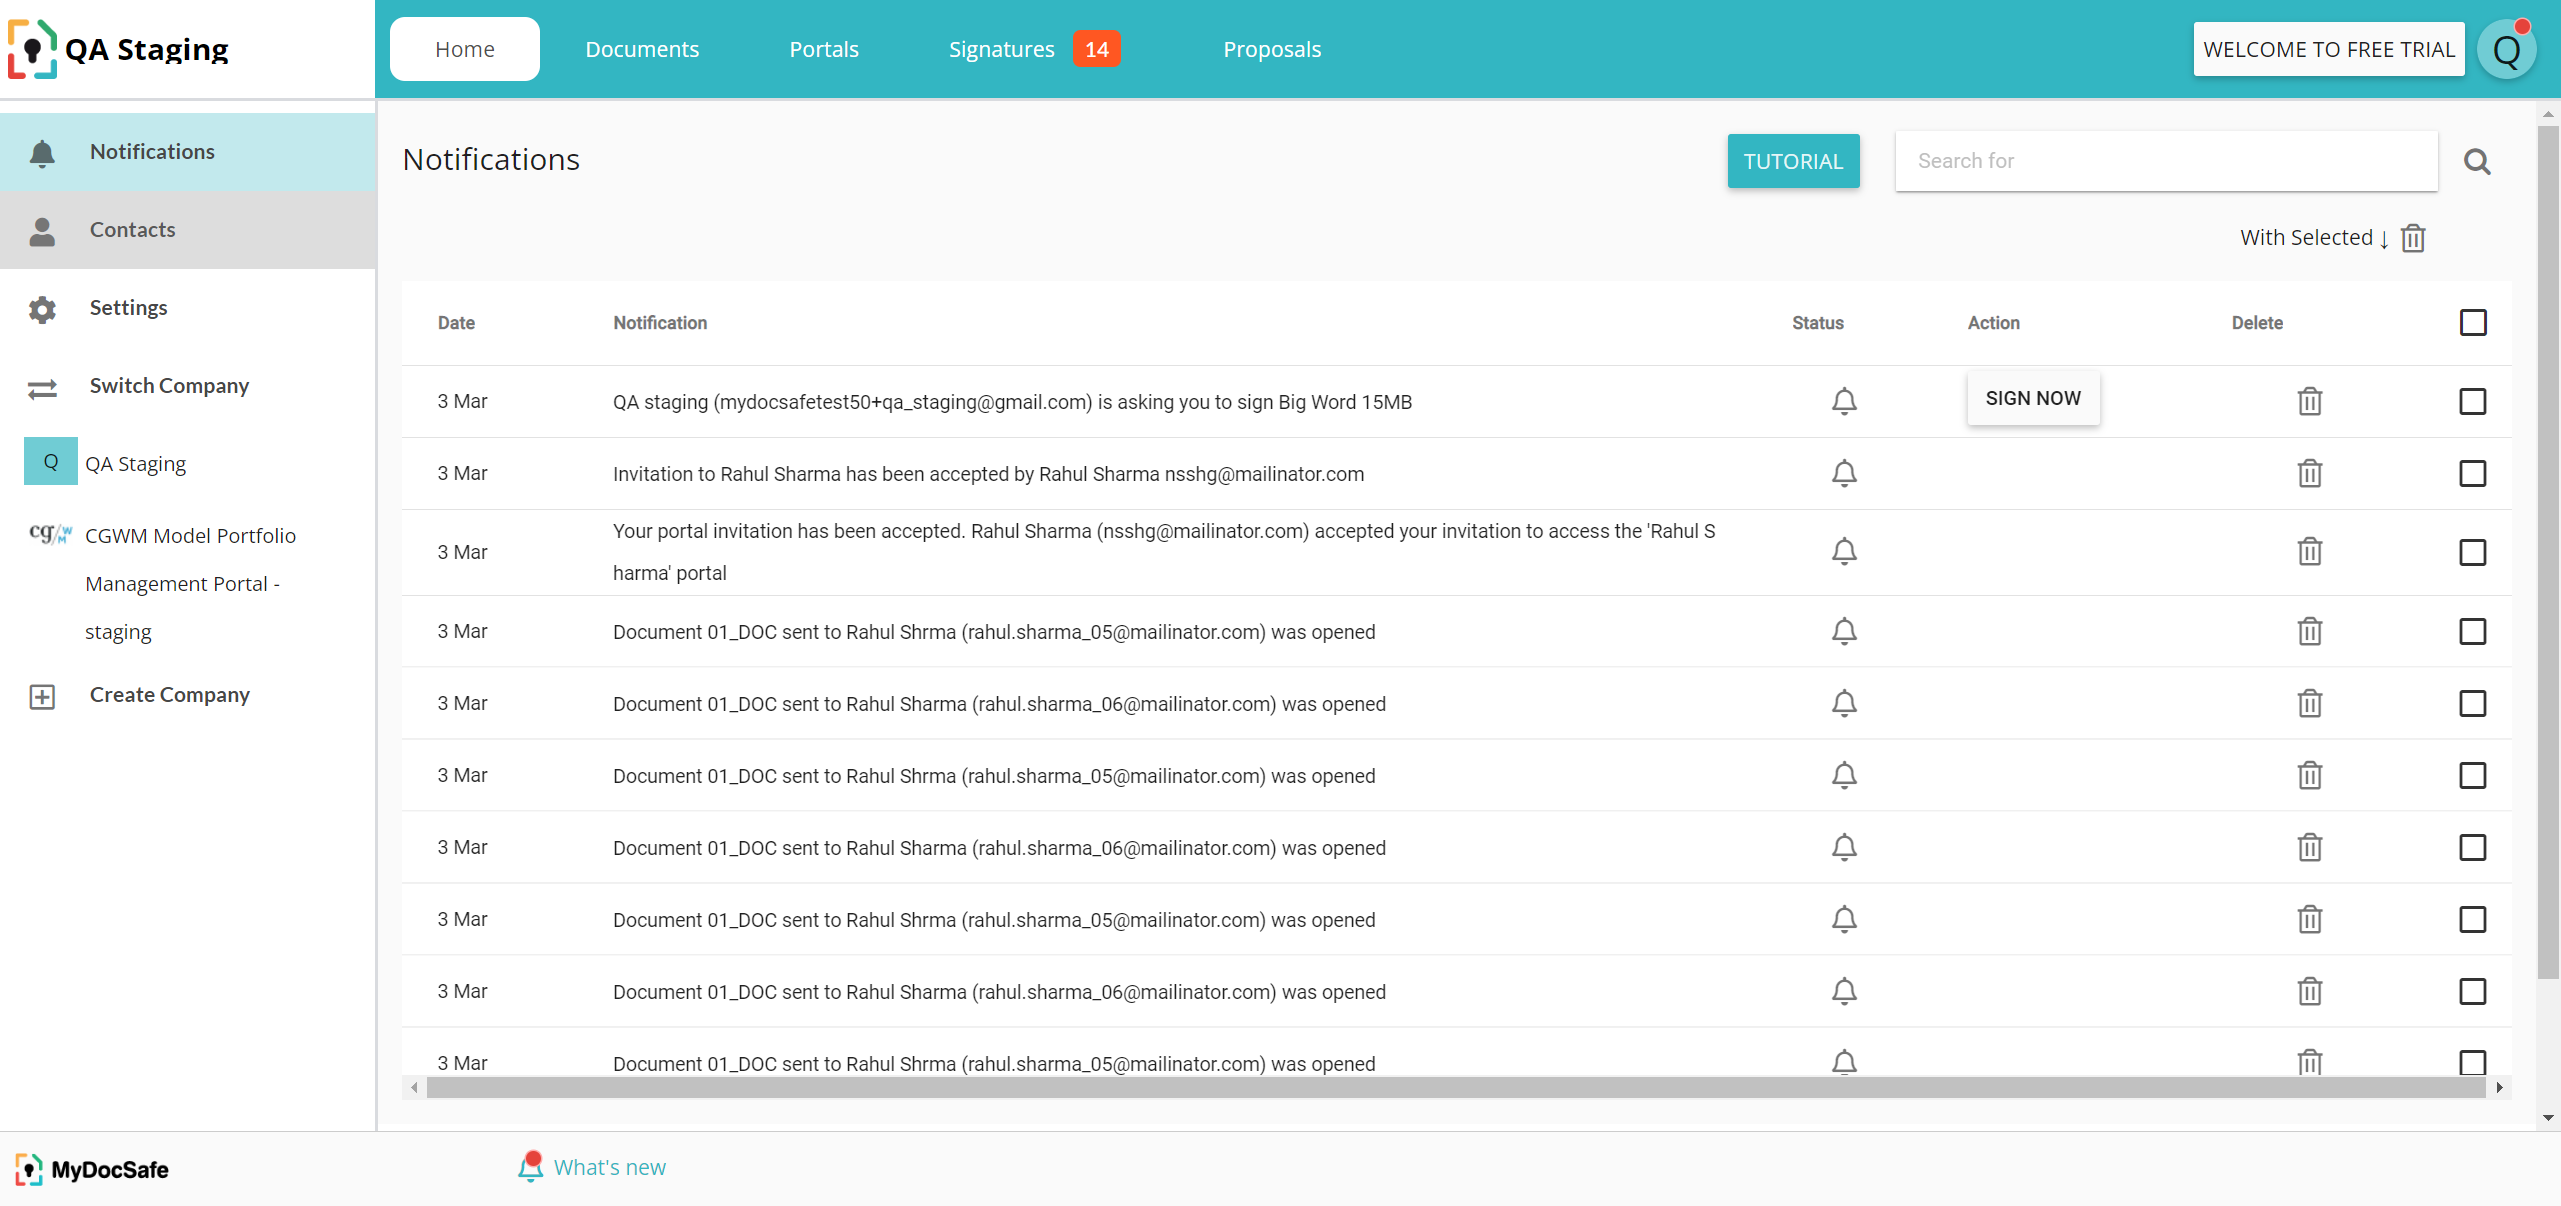 QA Staging
Home
Documents
Portals
Signatures 14
Proposals
WELCOME TO FREE TRIAL
Q
Notifications
Contacts
Settings
Switch Company
Q QA Staging
cg/WM CGWM Model Portfolio
Management Portal -
staging
Create Company
Notifications
TUTORIAL
Search for
With Selected ↓
Date Notification Status Action Delete
3 Mar QA staging (mydocsafetest50+qa_staging@gmail.com) is asking you to sign Big Word 15MB SIGN NOW
3 Mar Invitation to Rahul Sharma has been accepted by Rahul Sharma nsshg@mailinator.com
3 Mar Your portal invitation has been accepted. Rahul Sharma (nsshg@mailinator.com) accepted your invitation to access the 'Rahul S
harma' portal
3 Mar Document 01_DOC sent to Rahul Shrma (rahul.sharma_05@mailinator.com) was opened
3 Mar Document 01_DOC sent to Rahul Sharma (rahul.sharma_06@mailinator.com) was opened
3 Mar Document 01_DOC sent to Rahul Shrma (rahul.sharma_05@mailinator.com) was opened
3 Mar Document 01_DOC sent to Rahul Sharma (rahul.sharma_06@mailinator.com) was opened
3 Mar Document 01_DOC sent to Rahul Shrma (rahul.sharma_05@mailinator.com) was opened
3 Mar Document 01_DOC sent to Rahul Sharma (rahul.sharma_06@mailinator.com) was opened
3 Mar Document 01_DOC sent to Rahul Shrma (rahul.sharma_05@mailinator.com) was opened
MyDocSafe
What's new